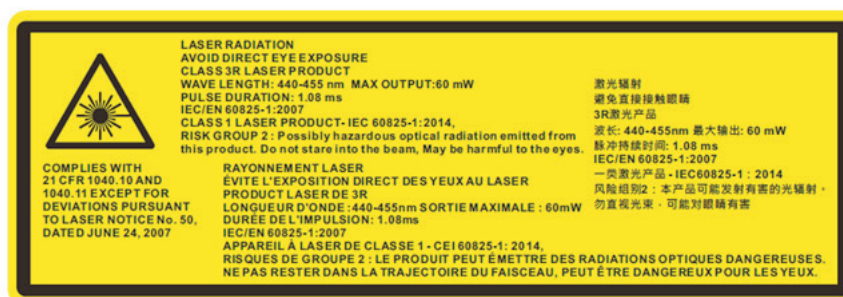 LASER RADIATION
AVOID DIRECT EYE EXPOSURE
CLASS 3R LASER PRODUCT
WAVE LENGTH: 440-455 nm MAX OUTPUT:60 mW
PULSE DURATION: 1.08 ms
IEC/EN 60825-1:2007
CLASS 1 LASER PRODUCT- IEC 60825-1:2014,
RISK GROUP 2 : Possibly hazardous optical radiation emitted from
this product. Do not stare into the beam, May be harmful to the eyes.
COMPLIES WITH
21 CFR 1040.10 AND
1040.11 EXCEPT FOR
DEVIATIONS PURSUANT
TO LASER NOTICE No. 50,
DATED JUNE 24, 2007
RAYONNEMENT LASER
ÉVITE L'EXPOSITION DIRECT DES YEUX AU LASER
PRODUCT LASER DE 3R
LONGUEUR D'ONDE :440-455nm SORTIE MAXIMALE : 60mW
DURÉE DE L'IMPULSION: 1.08ms
IEC/EN 60825-1:2007
APPAREIL À LASER DE CLASSE 1 - CEI 60825-1: 2014,
RISQUES DE GROUPE 2 : LE PRODUIT PEUT ÉMETTRE DES RADIATIONS OPTIQUES DANGEREUSES.
NE PAS RESTER DANS LA TRAJECTOIRE DU FAISCEAU, PEUT ÊTRE DANGEREUX POUR LES YEUX.
激光辐射
避免直接接触眼睛
3R激光产品
波长: 440-455nm 最大输出: 60 mW
脉冲持续时间: 1.08 ms
IEC/EN 60825-1:2007
一类激光产品 - IEC60825-1 : 2014
风险组别2 : 本产品可能发射有害的光辐射，
勿直视光束，可能对眼睛有害